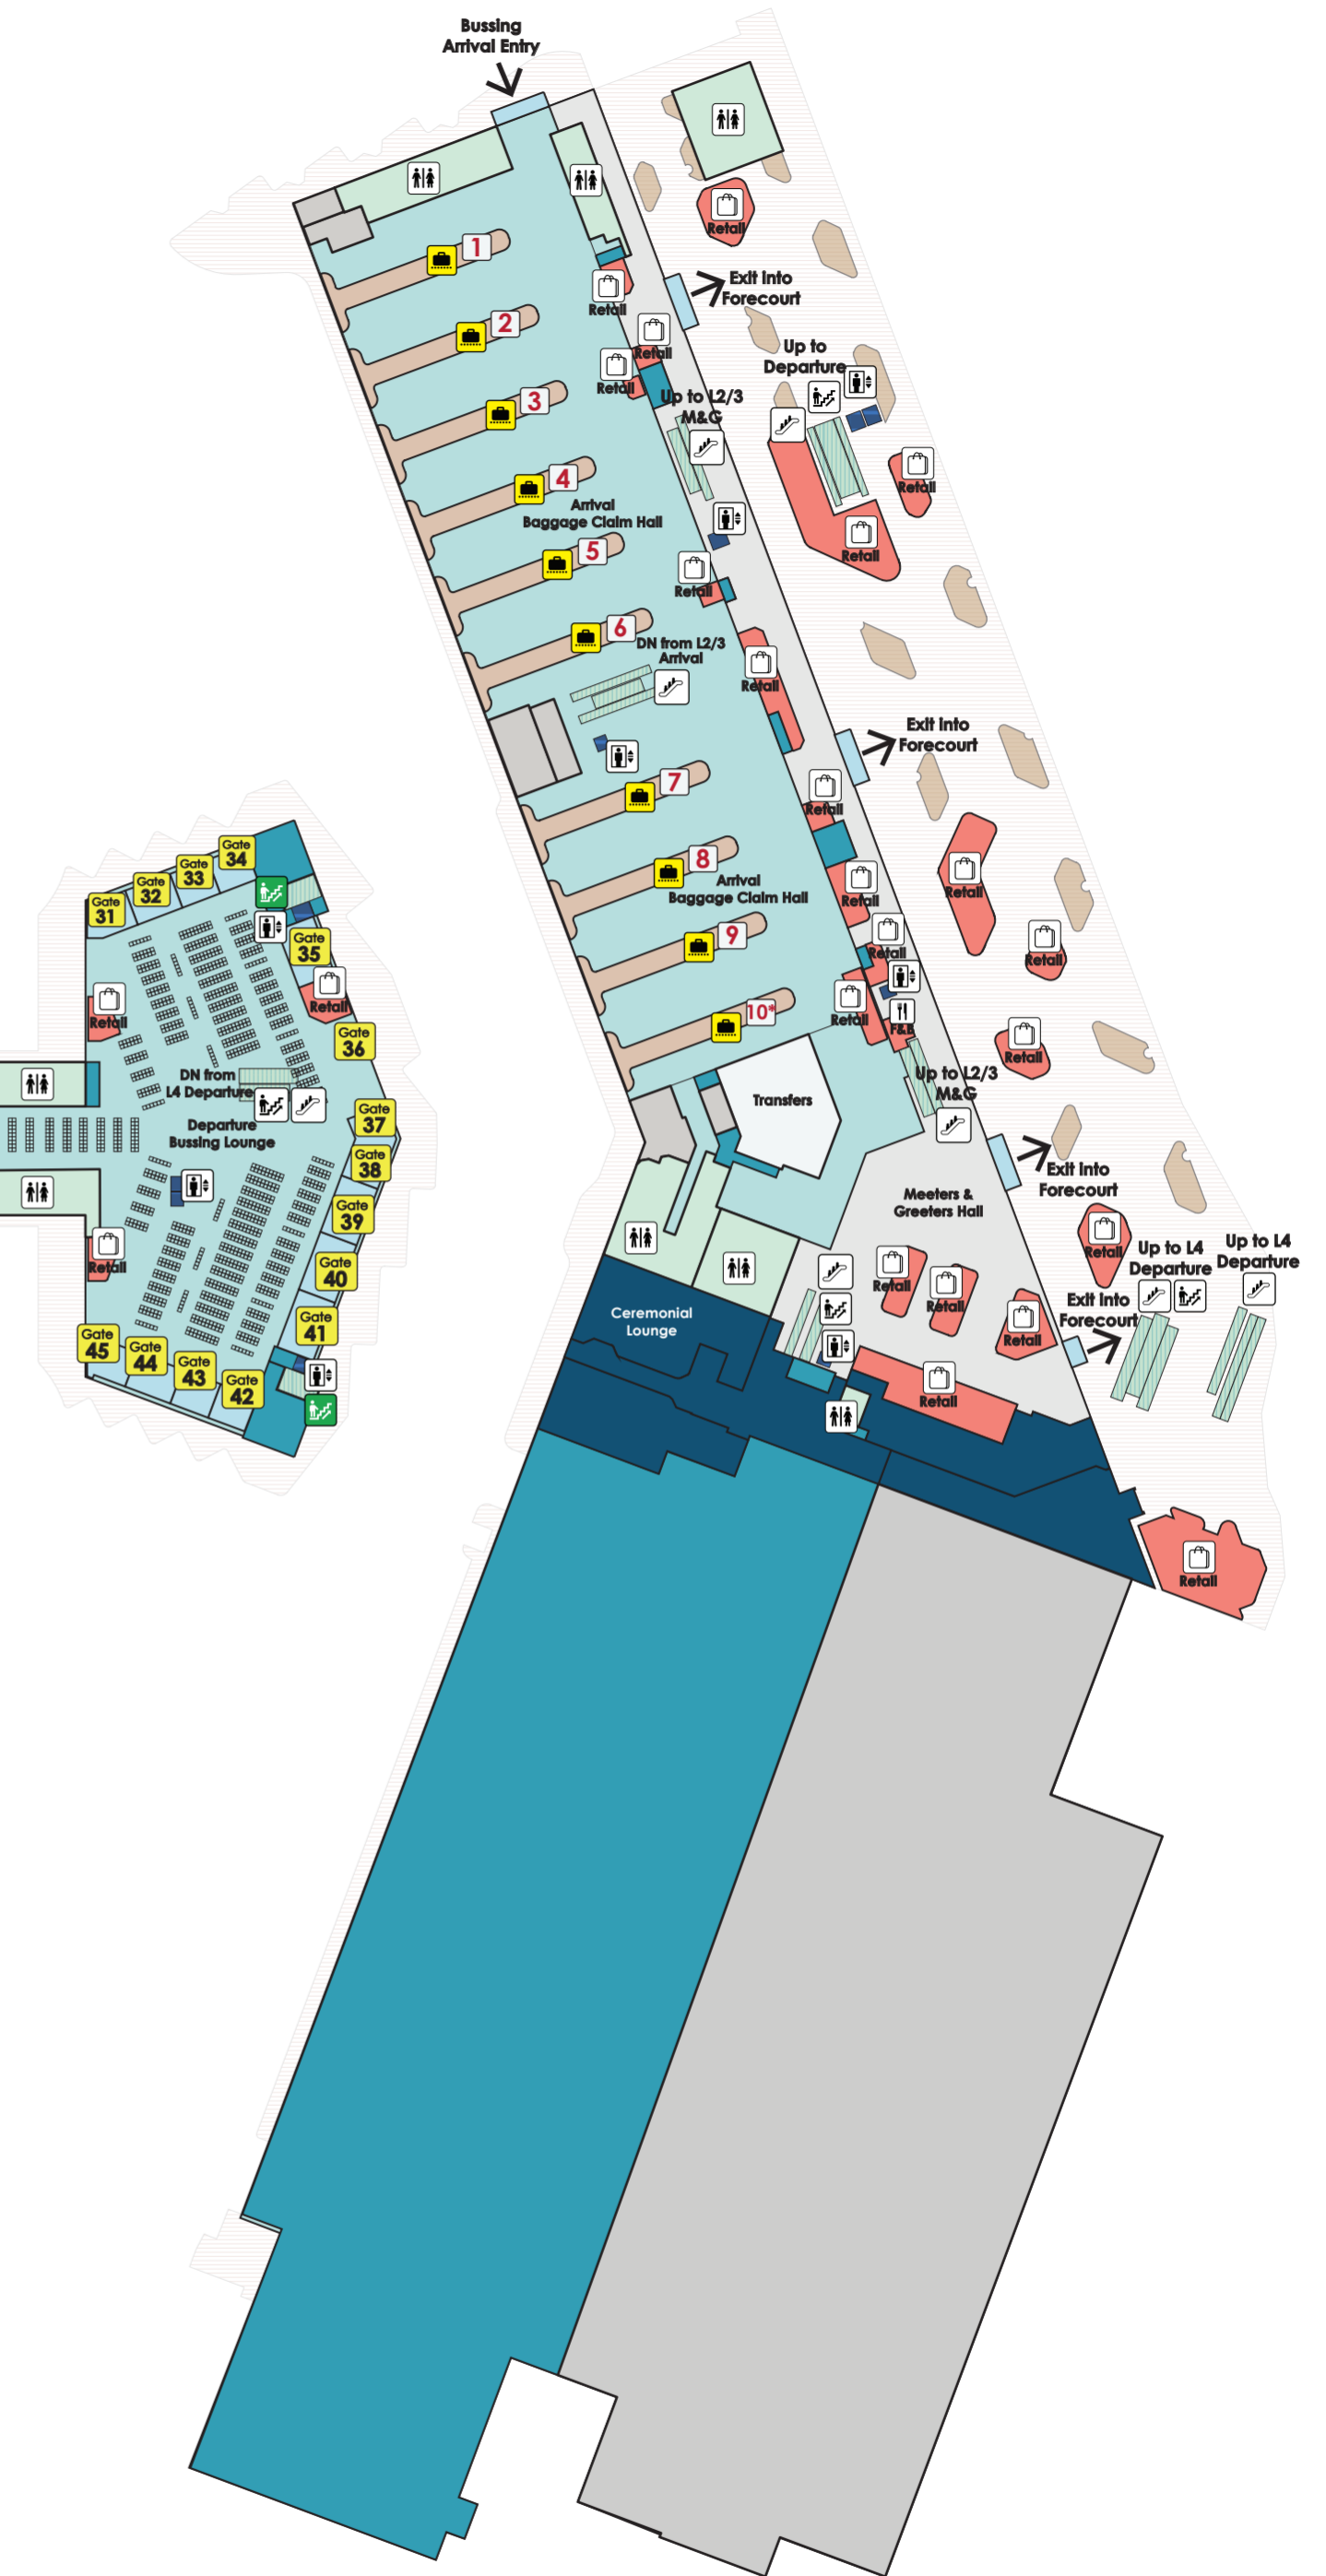 Bussing
Arrival Entry
Retail
1
Exit into
Forecourt
Retail
2
Retail
Up to
Departure
Retail
3
Up to L2/3
M&G
Retail
4
Arrival
Baggage Claim Hall
Retail
5
Retail
6
DN from L2/3
Arrival
Retail
Exit into
Forecourt
7
Retail
8
Arrival
Baggage Claim Hall
Retail
Retail
9
Retail
Retail
10*
Retail
F&B
Retail
Up to L2/3
M&G
Transfers
Exit into
Forecourt
Meeters &
Greeters Hall
Retail
Up to L4
Departure
Up to L4
Departure
Retail
Retail
Exit into
Forecourt
Retail
Ceremonial
Lounge
Retail
Retail
Gate
34
Gate
33
Gate
32
Gate
31
Gate
35
Retail
Retail
Gate
36
DN from
L4 Departure
Departure
Bussing Lounge
Gate
37
Gate
38
Gate
39
Retail
Gate
40
Gate
41
Gate
45
Gate
44
Gate
43
Gate
42